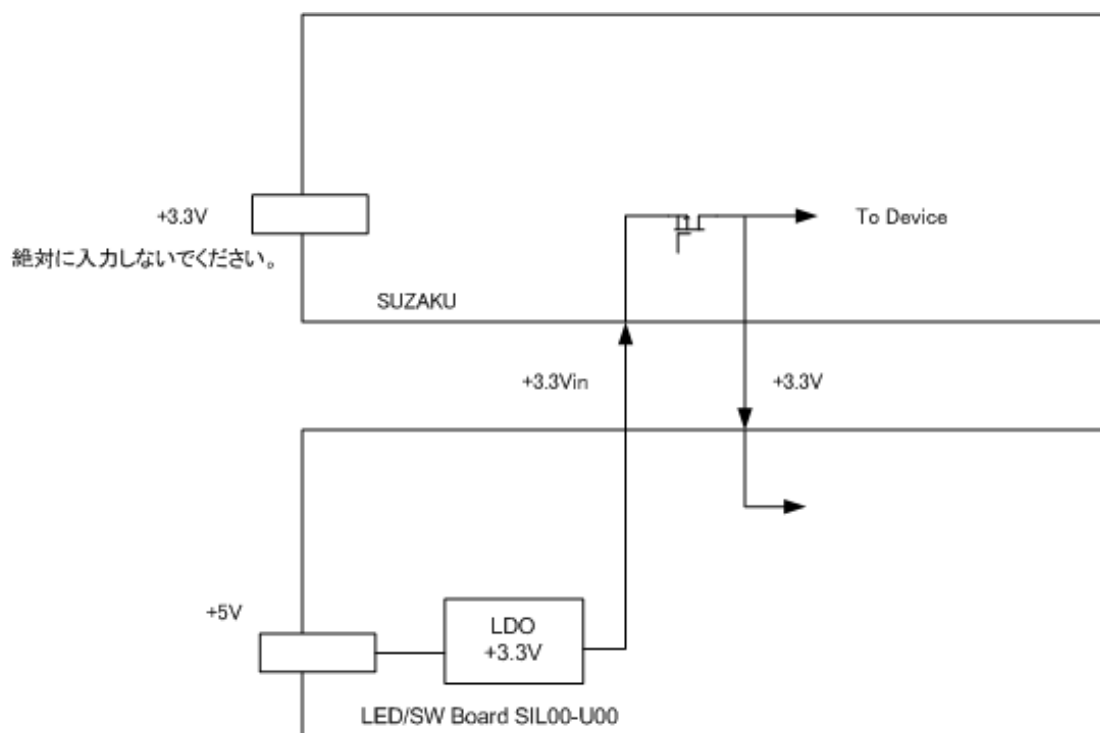 +3.3V
To Device
絶対に入力しないでください。
SUZAKU
+3.3Vin
+3.3V
+5V
LDO
+3.3V
LED/SW Board SIL00-U00